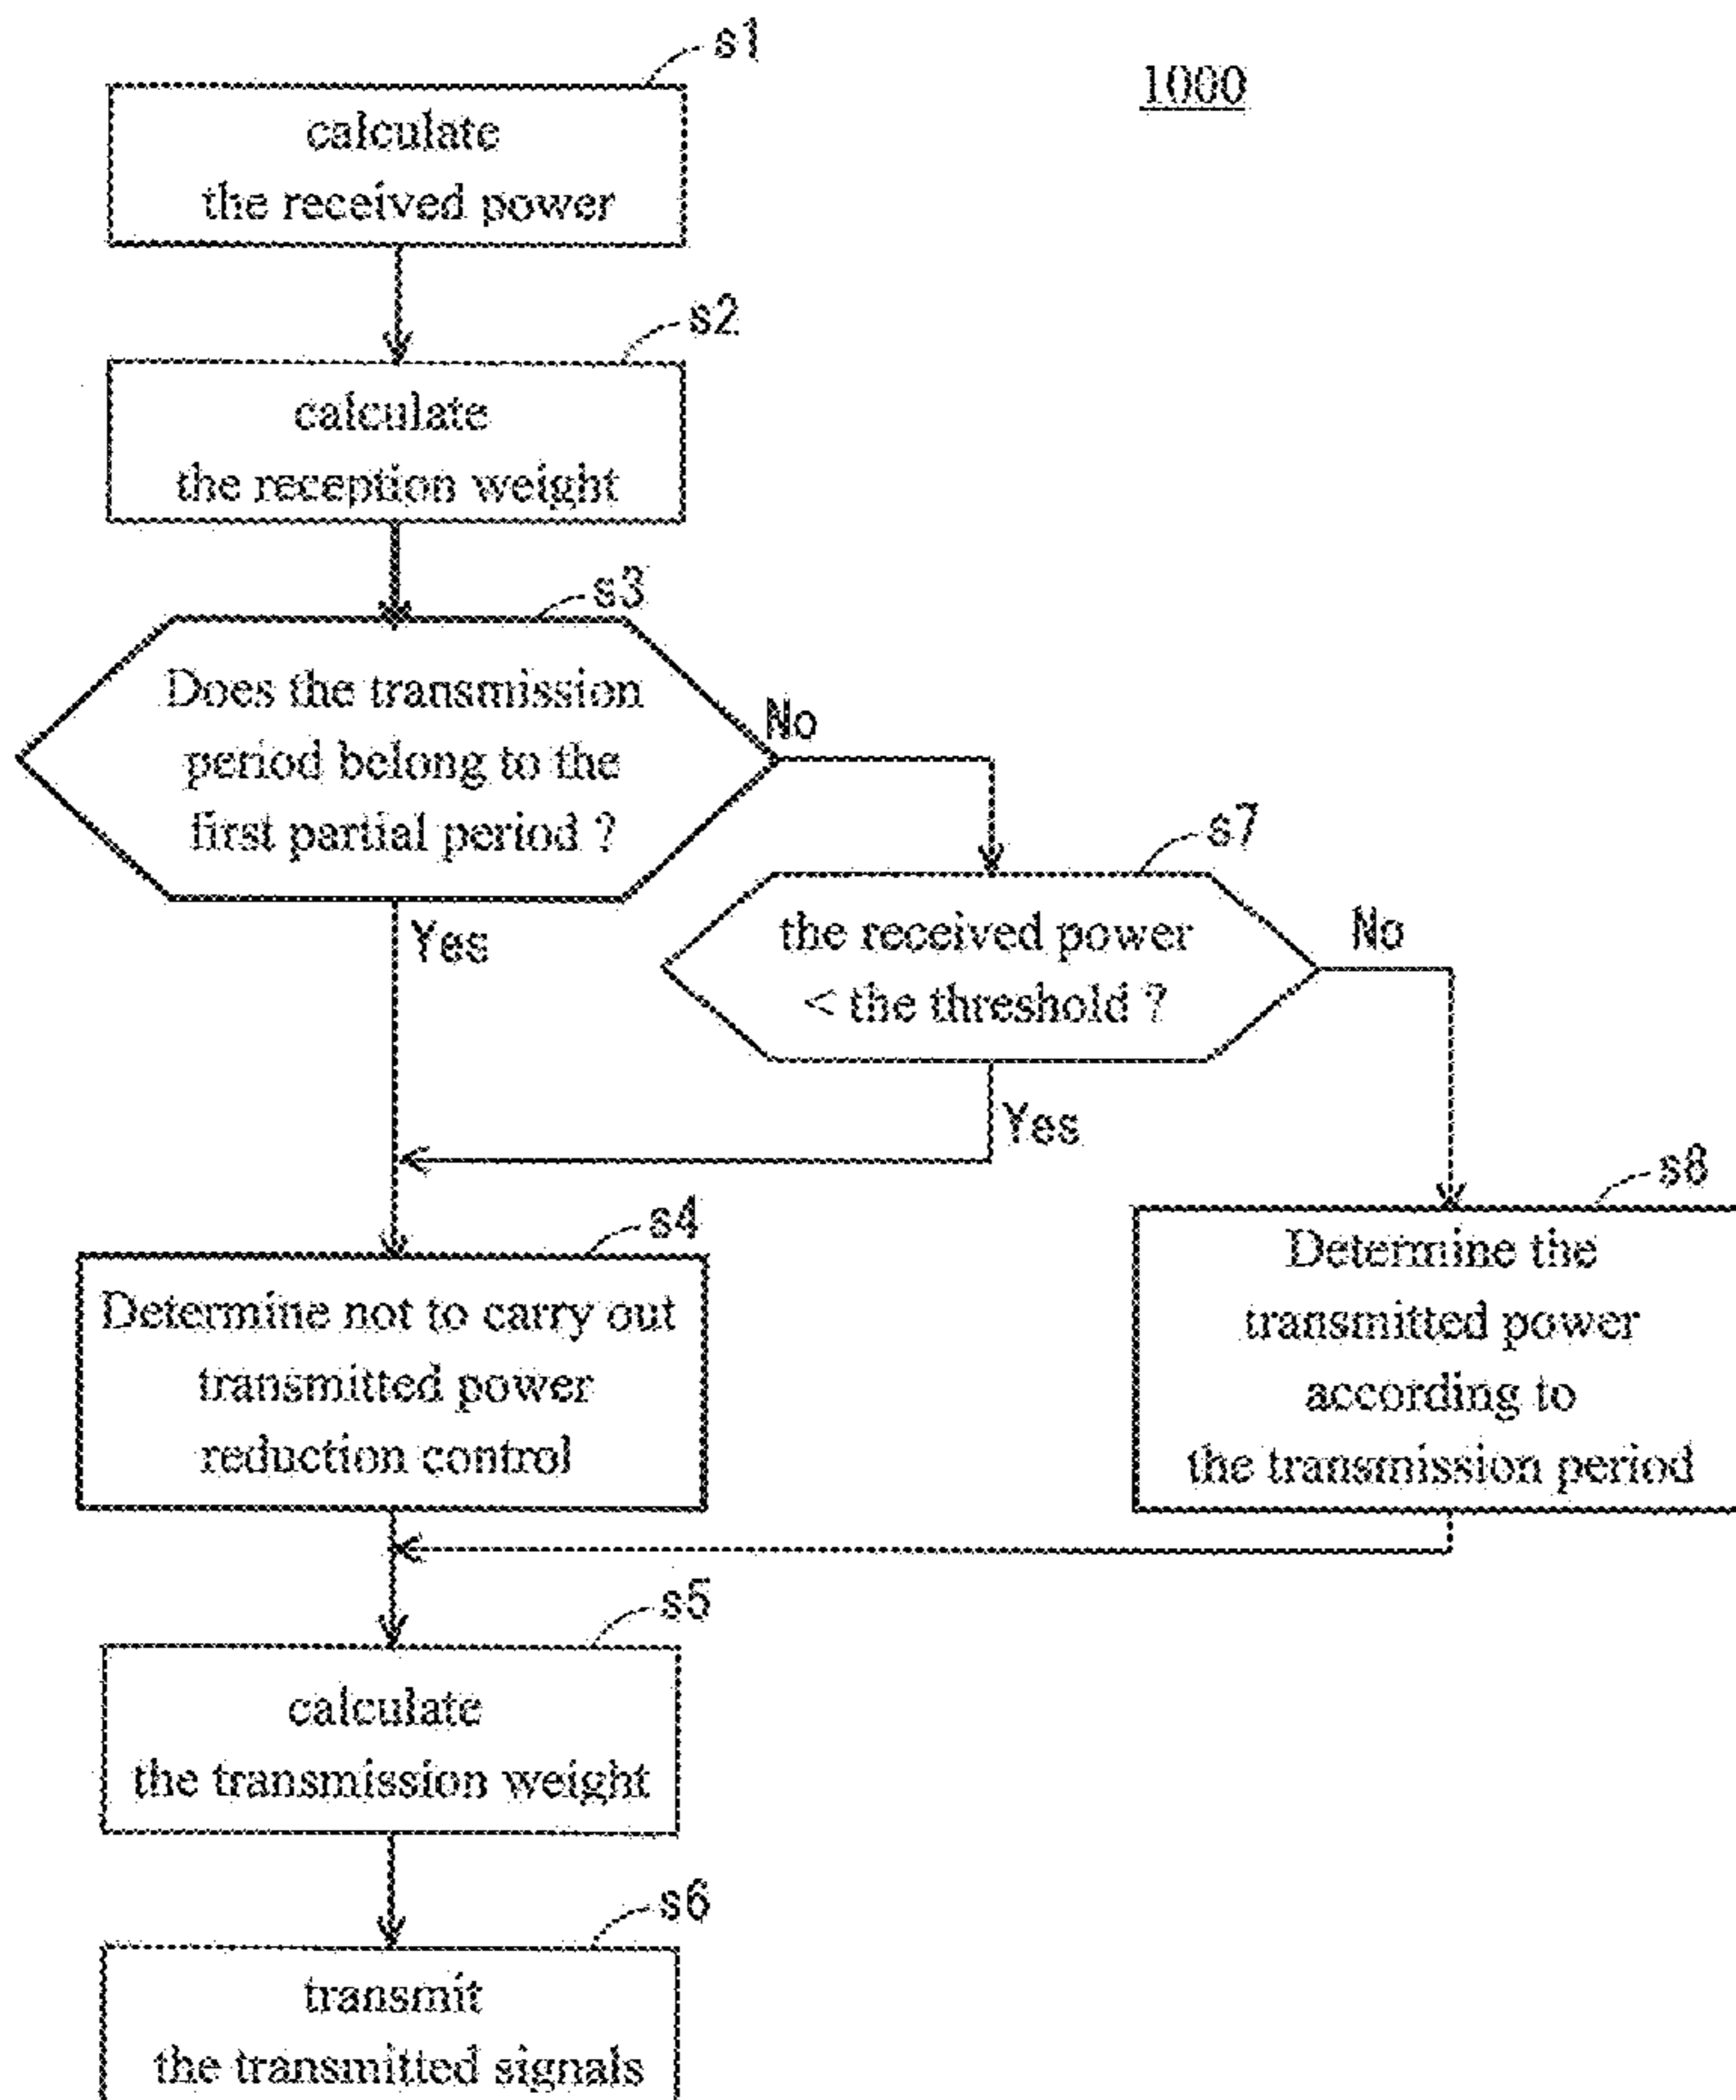 s1
1000
calculate
the received power
s2
calculate
the reception weight
s3
Does the transmission
period belong to the
first partial period ?
No
Yes
s7
the received power
< the threshold ?
No
Yes
s4
Determine not to carry out
transmitted power
reduction control
s8
Determine the
transmitted power
according to
the transmission period
s5
calculate
the transmission weight
s6
transmit
the transmitted signals